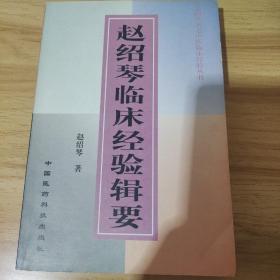 赵绍琴临床经验辑要
赵绍琴 著
中国医药科技出版社